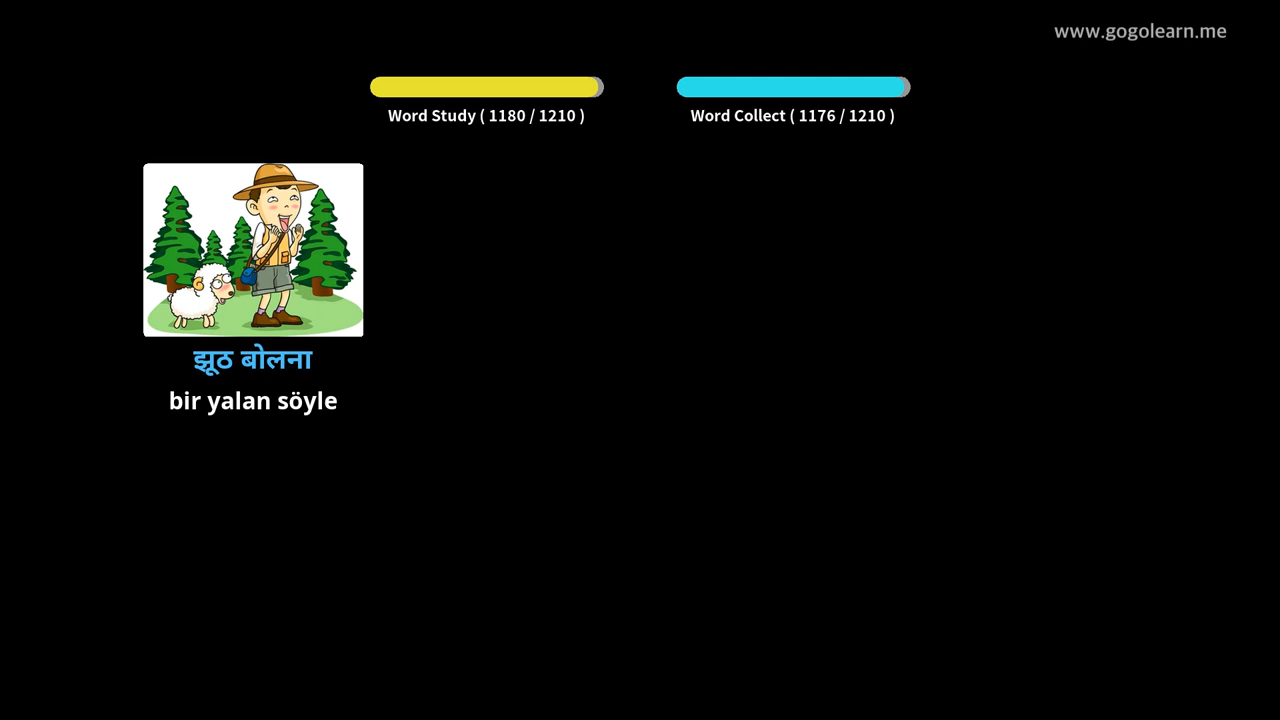 www.gogolearn.me
Word Study ( 1180 / 1210 )
Word Collect ( 1176 / 1210 )
झूठ बोलना
bir yalan söyle